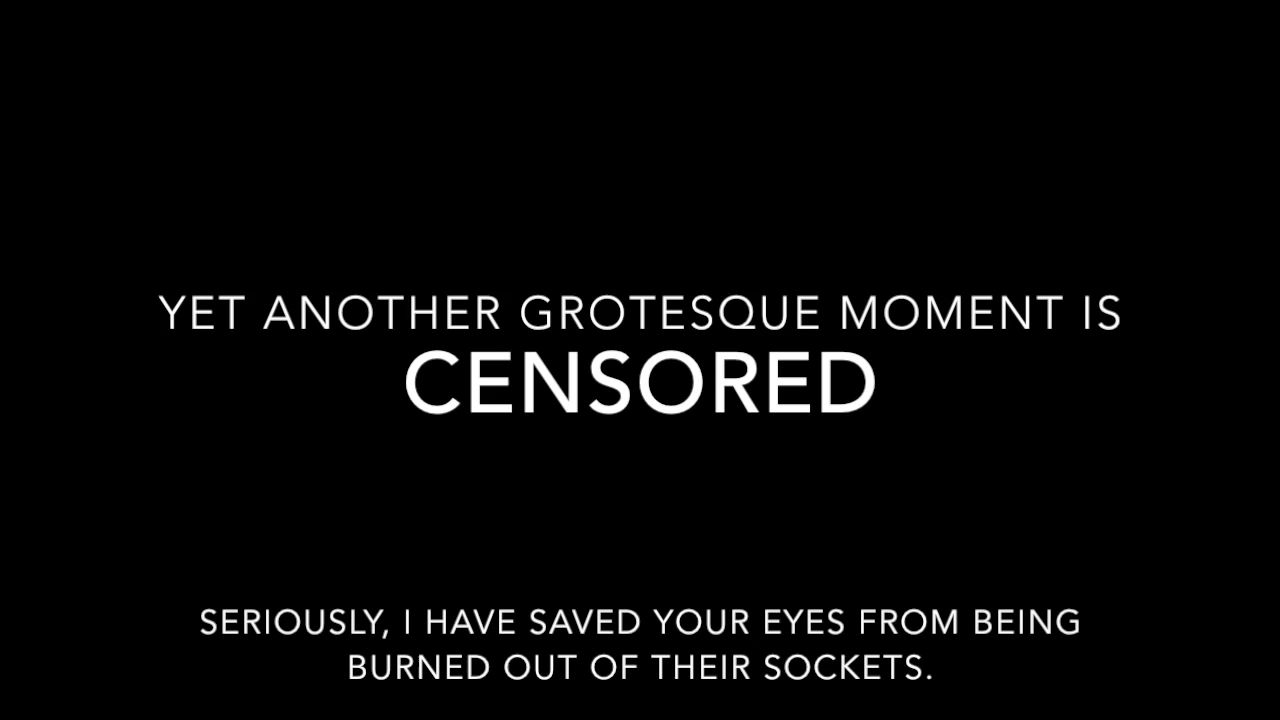 YET ANOTHER GROTESQUE MOMENT IS
CENSORED
SERIOUSLY, I HAVE SAVED YOUR EYES FROM BEING
BURNED OUT OF THEIR SOCKETS.